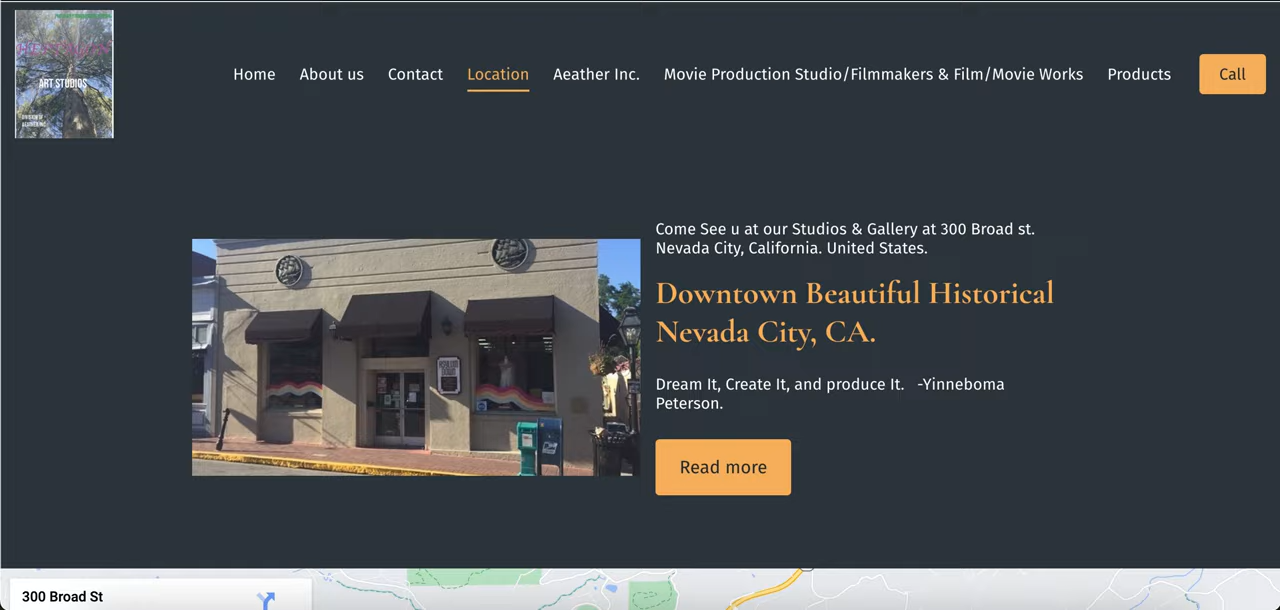 ART STUDIOS
Home About us Contact Location Aeather Inc. Movie Production Studio/Filmmakers & Film/Movie Works Products Call
Come See u at our Studios & Gallery at 300 Broad st.
Nevada City, California. United States.
Downtown Beautiful Historical
Nevada City, CA.
Dream It, Create It, and produce It. -Yinneboma
Peterson.
Read more
300 Broad St